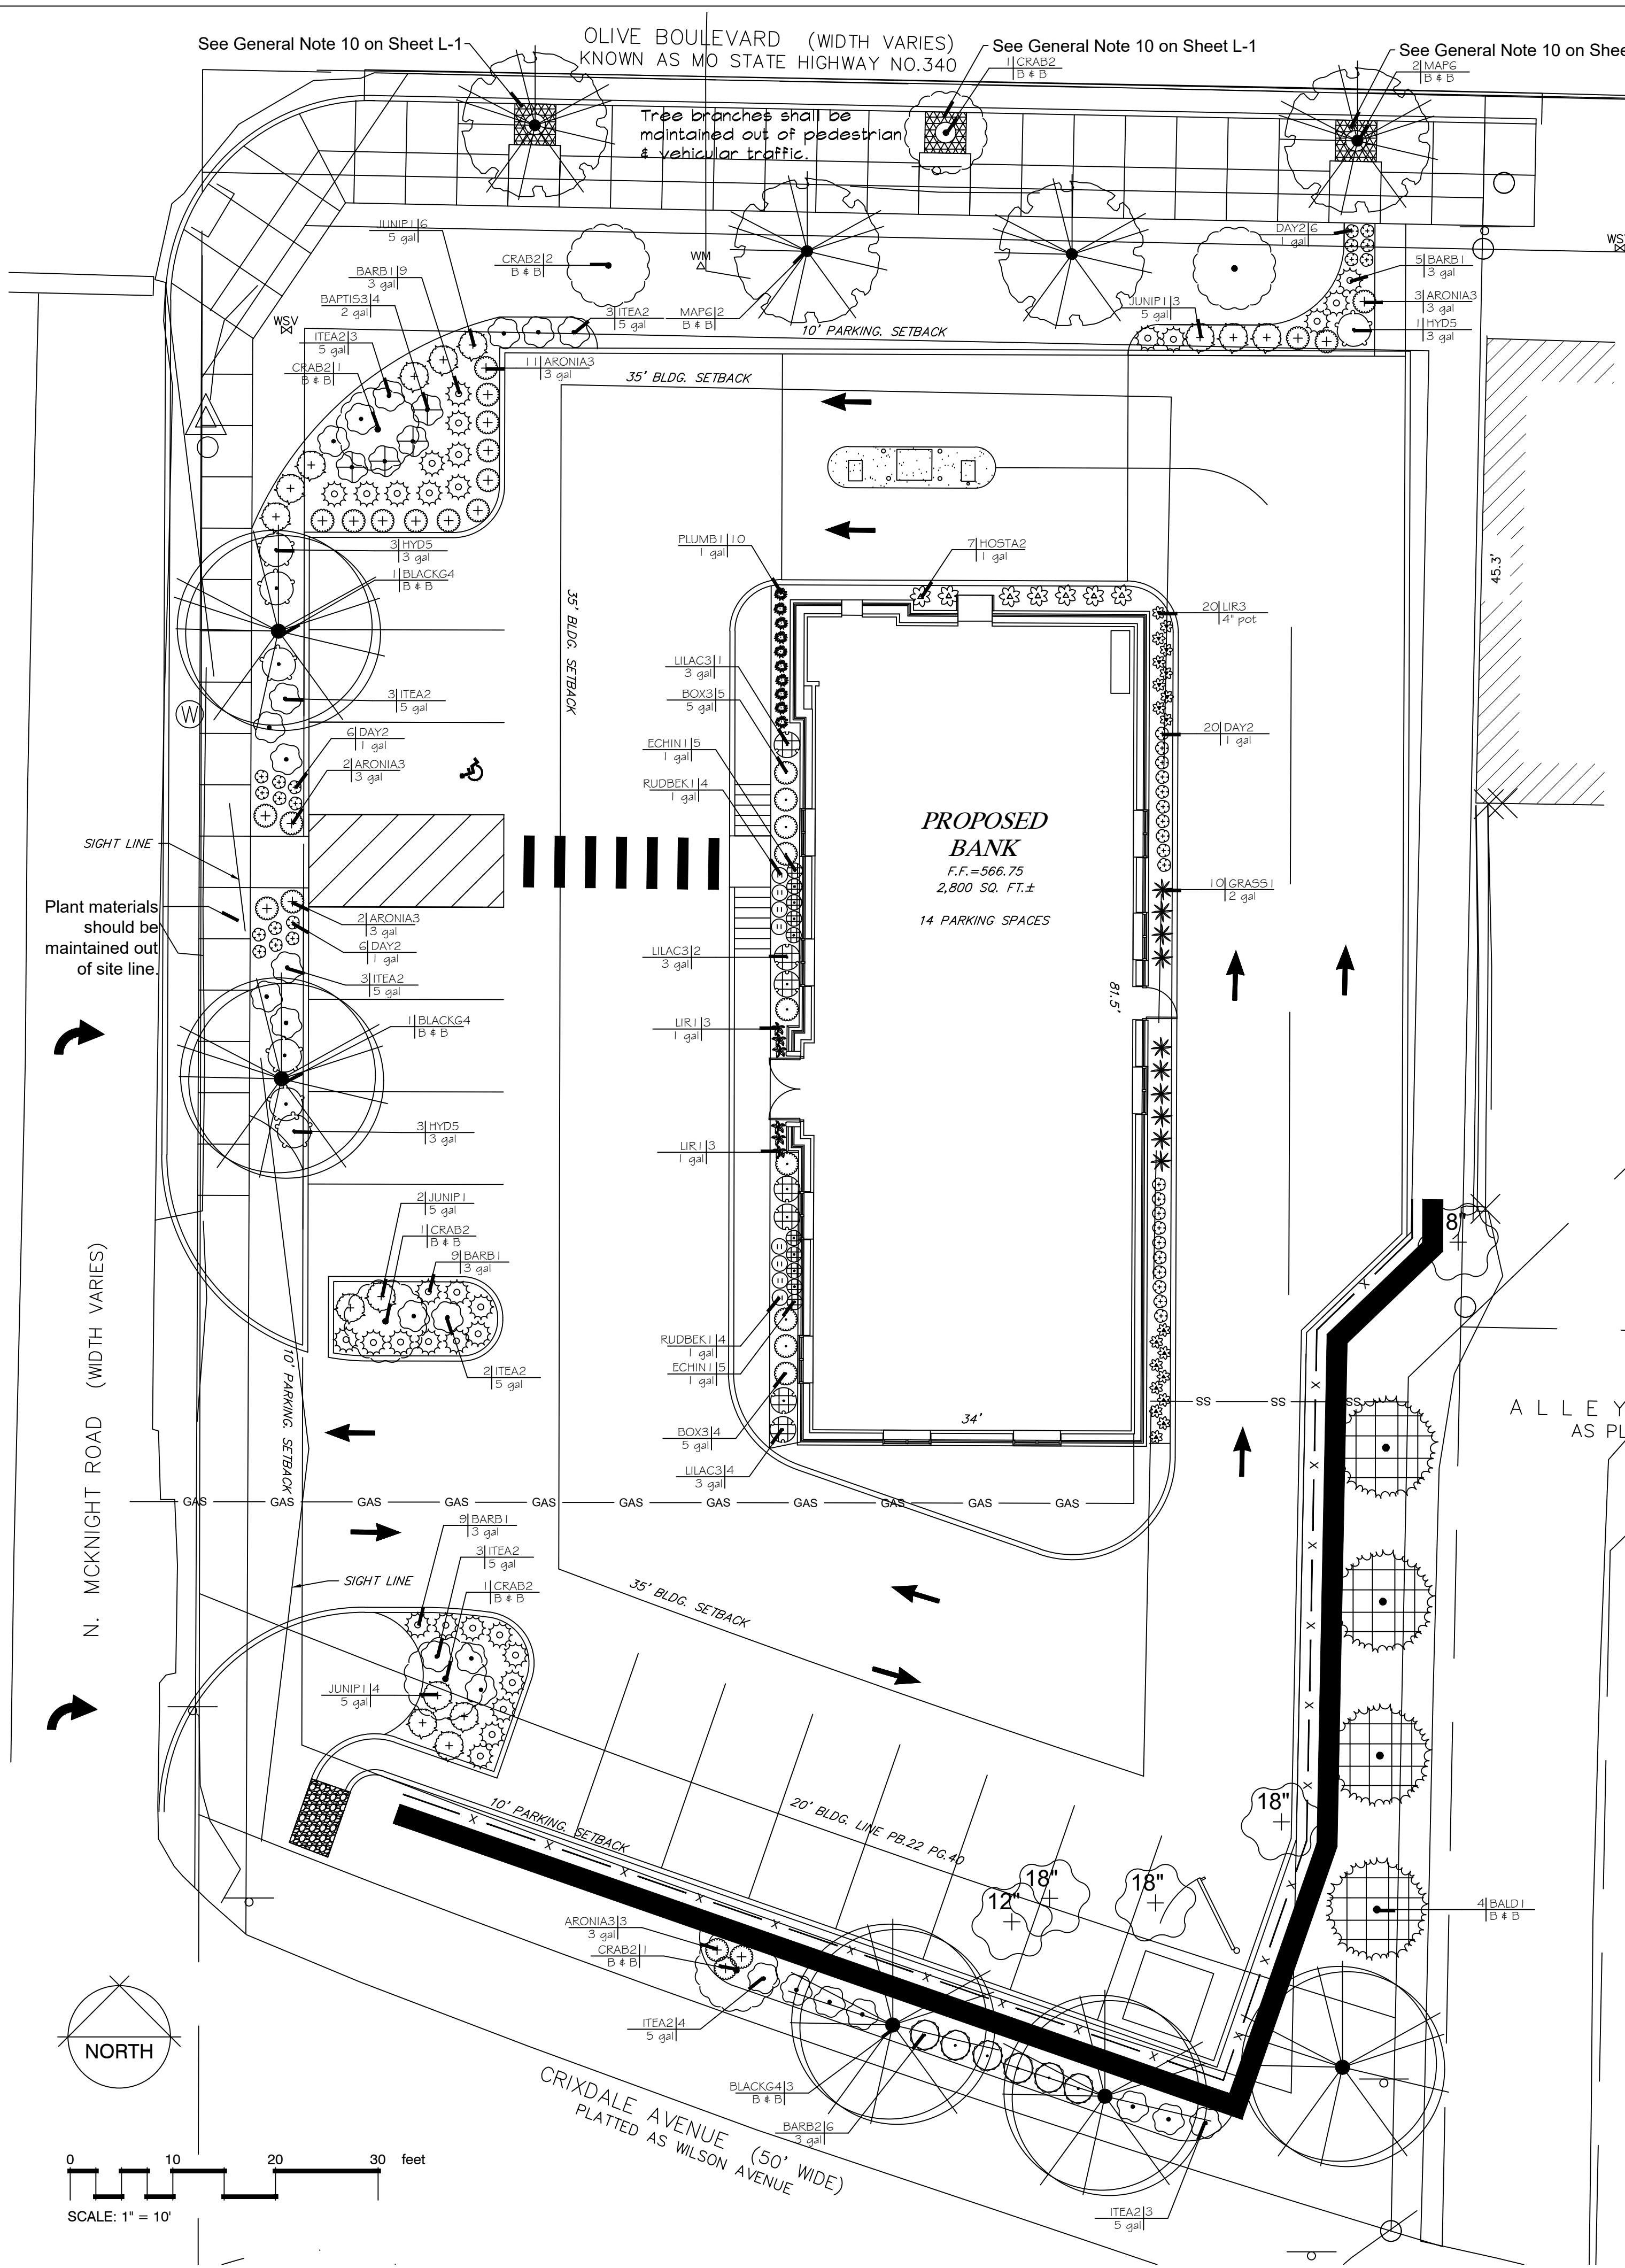 OLIVE BOULEVARD (WIDTH VARIES)
KNOWN AS MO STATE HIGHWAY NO.340
See General Note 10 on Sheet L-1
See General Note 10 on Sheet L-1
See General Note 10 on Shee
1 CRAB2
B & B
2 MAP6
B & B
Tree branches shall be
maintained out of pedestrian
& vehicular traffic.
JUNIP1 6
5 gal
CRAB2 2
B & B
WM
DAY2 6
1 gal
WS
BARB1 9
3 gal
5 BARB1
3 gal
BAPTIS3 4
2 gal
3 ITEA2
5 gal
MAP6 2
B & B
JUNIP1 3
5 gal
3 ARONIA3
3 gal
WSV
10' PARKING. SETBACK
1 HYD5
3 gal
ITEA2 3
5 gal
CRAB2 1
B & B
11 ARONIA3
3 gal
35' BLDG. SETBACK
3 HYD5
3 gal
1 BLACKG4
B & B
PLUMB1 10
1 gal
7 HOSTA2
1 gal
45.3'
35' BLDG. SETBACK
20 LIR3
4" pot
LILAC3 1
3 gal
3 ITEA2
5 gal
BOX3 5
5 gal
W
6 DAY2
1 gal
20 DAY2
1 gal
2 ARONIA3
3 gal
ECHIN1 5
1 gal
RUDBEK1 4
1 gal
PROPOSED
BANK
F.F.=566.75
2,800 SQ. FT.±
14 PARKING SPACES
SIGHT LINE
10 GRASS1
2 gal
Plant materials
should be
maintained out
of site line.
2 ARONIA3
3 gal
6 DAY2
1 gal
LILAC3 2
3 gal
3 ITEA2
5 gal
81.5'
1 BLACKG4
B & B
LIR1 3
1 gal
3 HYD5
3 gal
LIR1 3
1 gal
2 JUNIP1
5 gal
1 CRAB2
B & B
9 BARB1
3 gal
8"
N. MCKNIGHT ROAD (WIDTH VARIES)
RUDBEK1 4
1 gal
2 ITEA2
5 gal
ECHIN1 5
1 gal
10' PARKING. SETBACK
X
SS SS SS
A L L E Y
AS PL
34'
BOX3 4
5 gal
LILAC3 4
3 gal
X
GAS GAS GAS GAS GAS GAS GAS GAS GAS GAS GAS
9 BARB1
3 gal
X
3 ITEA2
5 gal
SIGHT LINE
1 CRAB2
B & B
35' BLDG. SETBACK
X
JUNIP1 4
5 gal
X
X
10' PARKING. SETBACK
20' BLDG. LINE PB.22 PG.40
18"
X X X X X X X X X
18"
12"
18"
X
4 BALD1
B & B
X
X
ARONIA3 3
3 gal
CRAB2 1
B & B
ITEA2 4
5 gal
NORTH
CRIXDALE AVENUE (50' WIDE)
PLATTED AS WILSON AVENUE
BLACKG4 3
B & B
BARB2 6
3 gal
0 10 20 30 feet
SCALE: 1" = 10'
ITEA2 3
5 gal